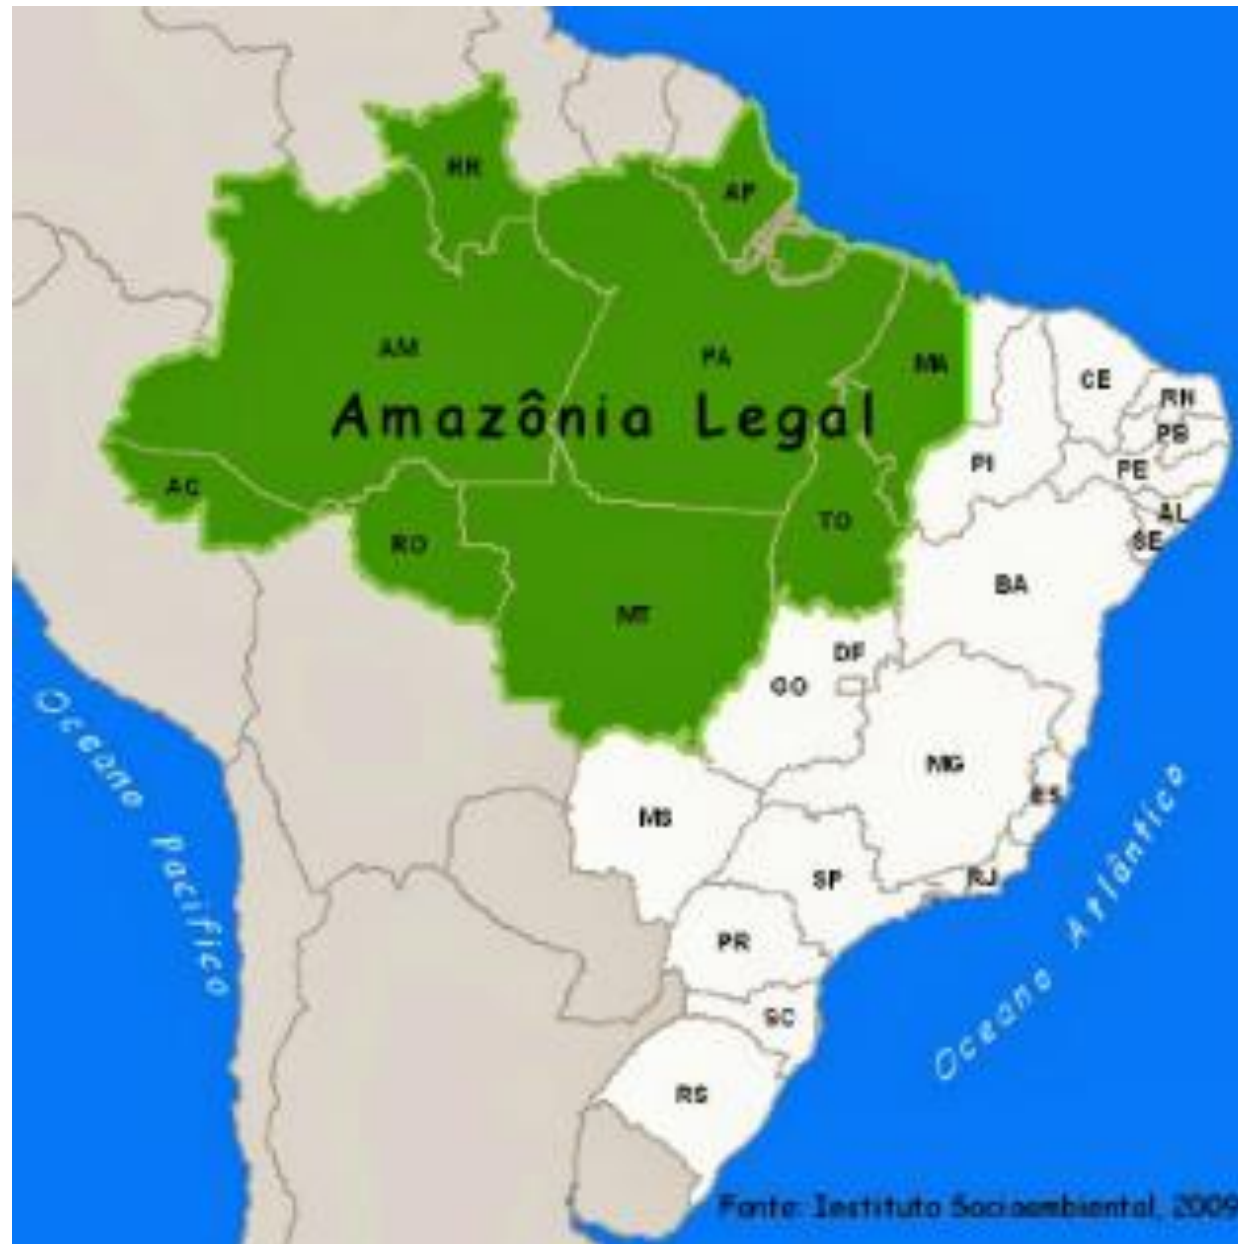 RR
AP
AM
PA
MA
Amazônia Legal
CE
RN
PB
PI
PE
AC
AL
TO
SE
RO
BA
MT
DF
GO
Oceano pacífico
MG
ES
MS
Oceano Atlântico
SP
RJ
PR
SC
RS
Fonte: Instituto Socioambiental, 2009